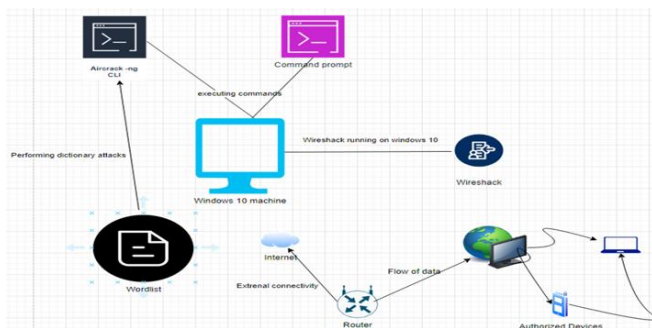 Aircrack -ng
CLI
Command prompt
executing commands
Wireshack running on windows 10
Performing dictionary attacks
Wireshack
Windows 10 machine
Internet
Wordlist
Flow of data
Extrenal connectivity
Router
Authorized Devices